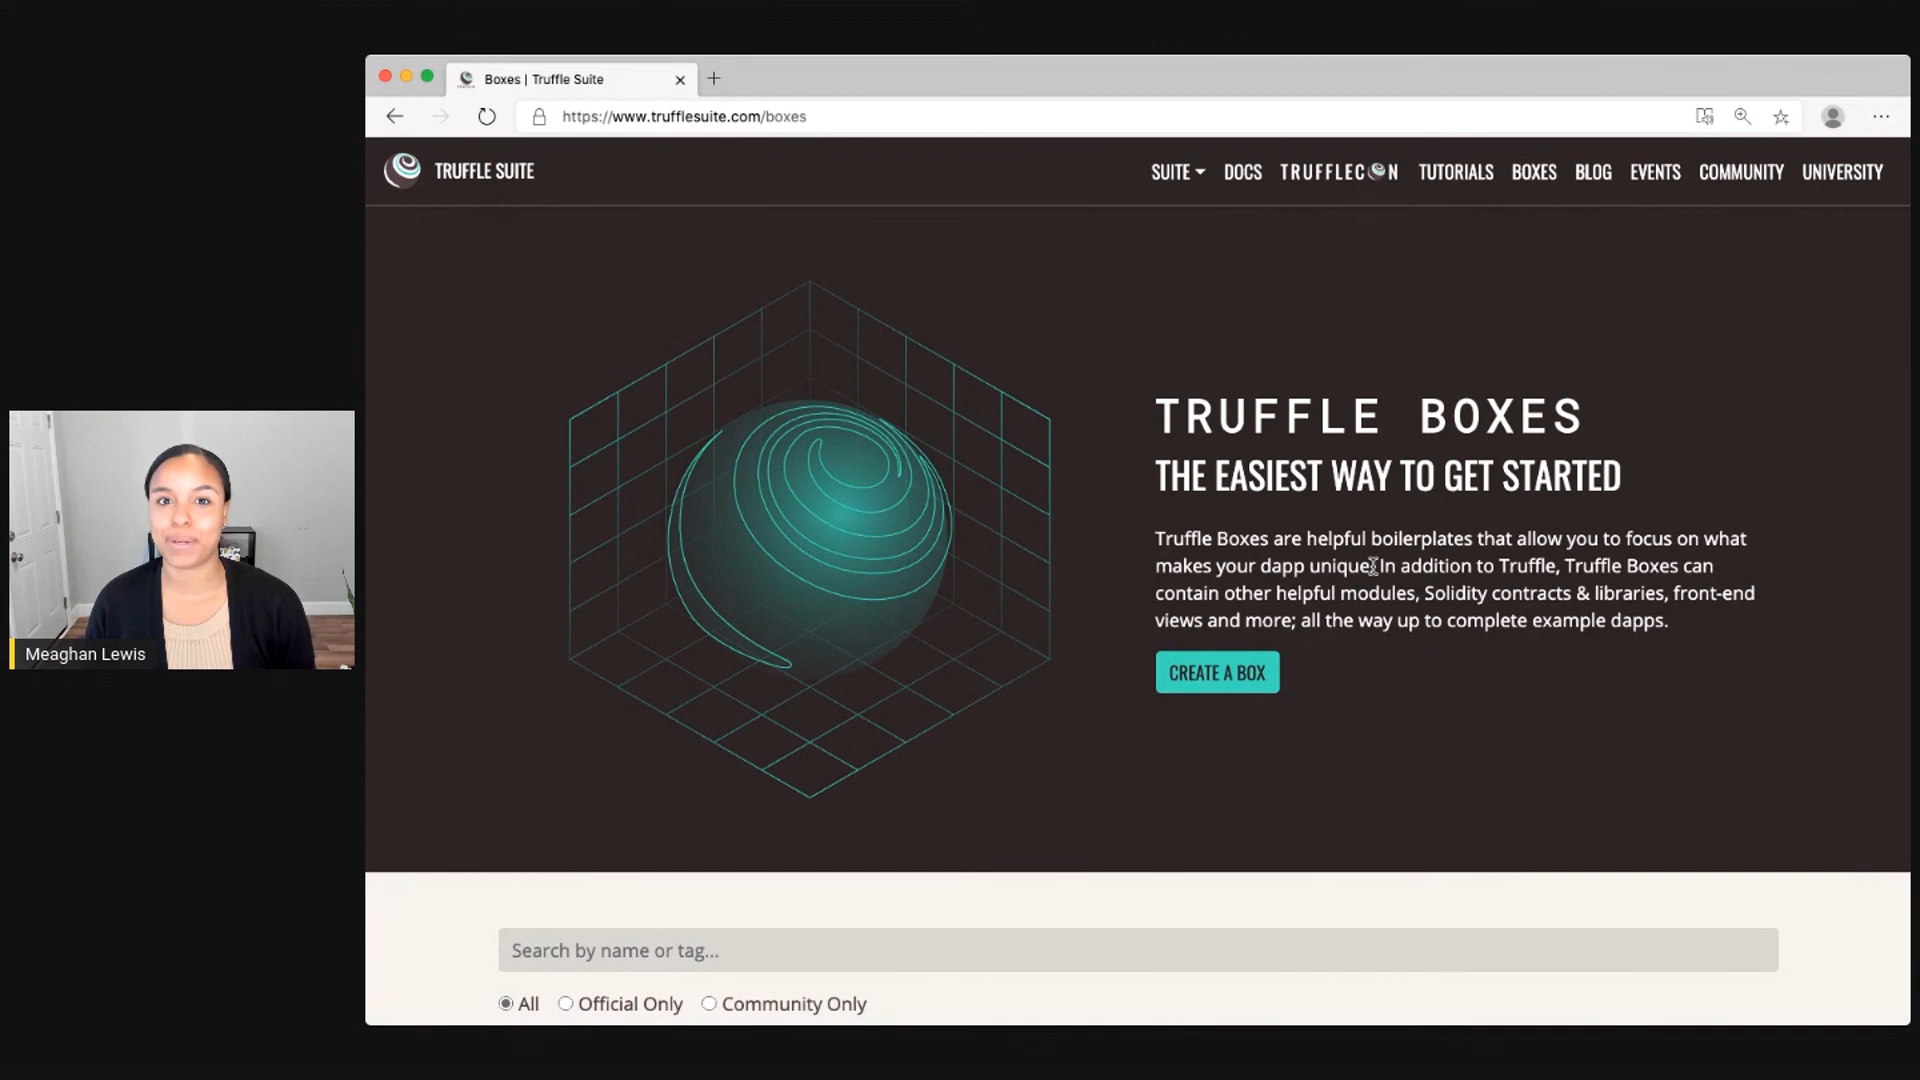 Boxes | Truffle Suite
https://www.trufflesuite.com/boxes
TRUFFLE SUITE
SUITE DOCS TRUFFLECON TUTORIALS BOXES BLOG EVENTS COMMUNITY UNIVERSITY
TRUFFLE BOXES
THE EASIEST WAY TO GET STARTED
Truffle Boxes are helpful boilerplates that allow you to focus on what
makes your dapp unique. In addition to Truffle, Truffle Boxes can
contain other helpful modules, Solidity contracts & libraries, front-end
views and more; all the way up to complete example dapps.
CREATE A BOX
Meaghan Lewis
Search by name or tag...
All Official Only Community Only